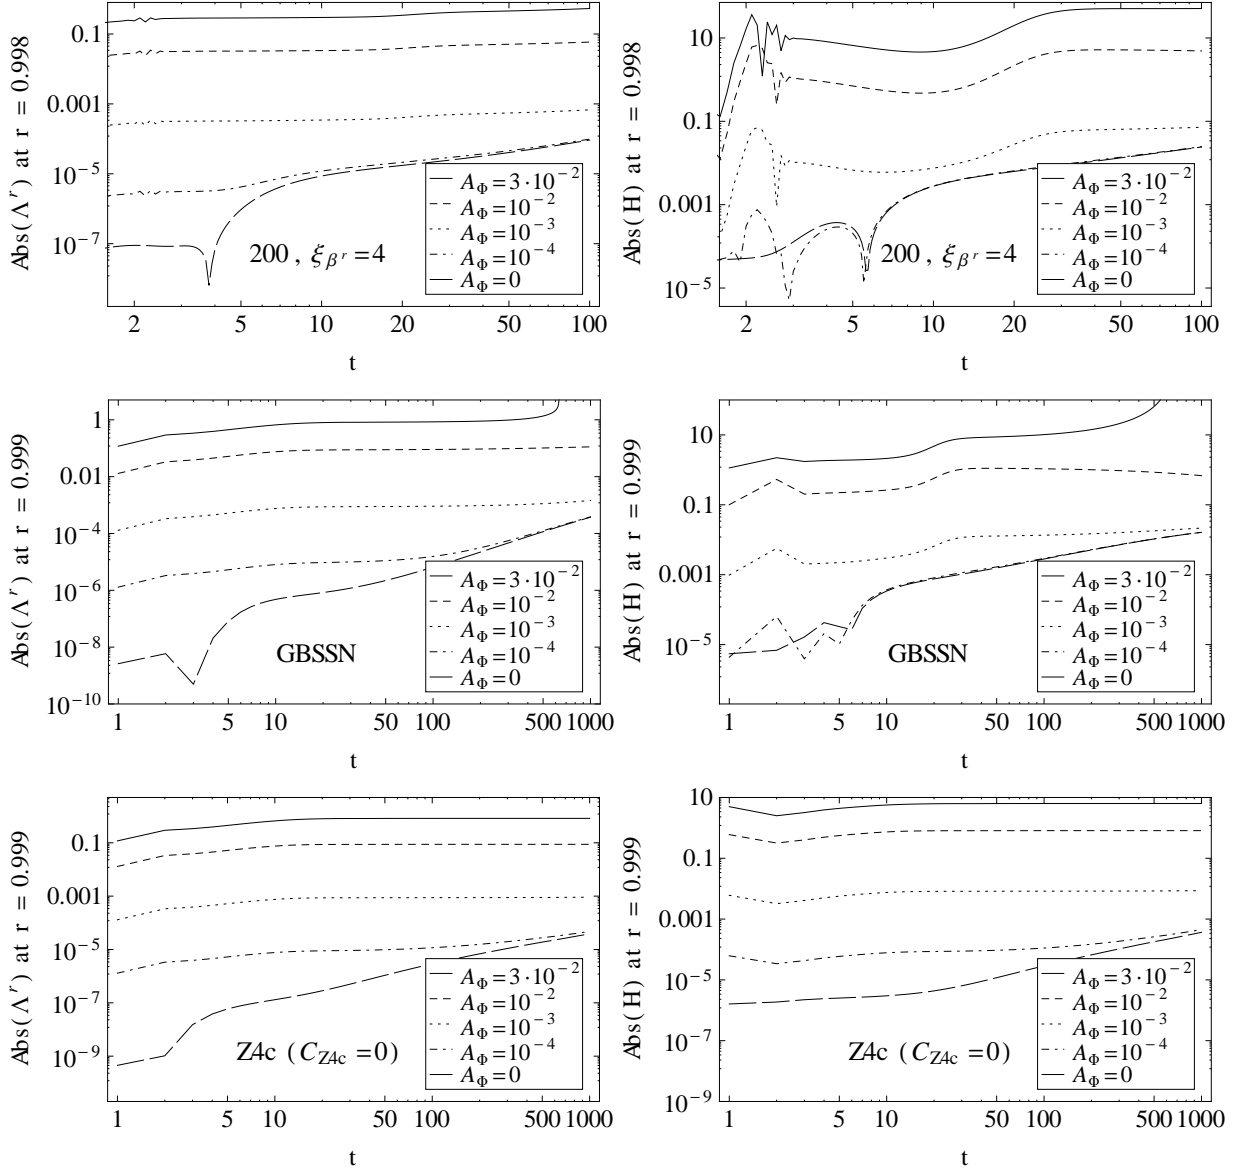 Abs(Λ^r) at r = 0.998
0.1
0.001
10^−5
10^−7
2
5
10
20
50
100
t
200 , ξ_β^r = 4
A_Φ = 3·10^−2
A_Φ = 10^−2
A_Φ = 10^−3
A_Φ = 10^−4
A_Φ = 0
Abs(H) at r = 0.998
10
0.1
0.001
10^−5
2
5
10
20
50
100
t
200 , ξ_β^r = 4
A_Φ = 3·10^−2
A_Φ = 10^−2
A_Φ = 10^−3
A_Φ = 10^−4
A_Φ = 0
Abs(Λ^r) at r = 0.999
1
0.01
10^−4
10^−6
10^−8
10^−10
1
5
10
50
100
500
1000
t
GBSSN
A_Φ = 3·10^−2
A_Φ = 10^−2
A_Φ = 10^−3
A_Φ = 10^−4
A_Φ = 0
Abs(H) at r = 0.999
10
0.1
0.001
10^−5
1
5
10
50
100
500
1000
t
GBSSN
A_Φ = 3·10^−2
A_Φ = 10^−2
A_Φ = 10^−3
A_Φ = 10^−4
A_Φ = 0
Abs(Λ^r) at r = 0.999
0.1
0.001
10^−5
10^−7
10^−9
1
5
10
50
100
500
1000
t
Z4c (C_Z4c = 0)
A_Φ = 3·10^−2
A_Φ = 10^−2
A_Φ = 10^−3
A_Φ = 10^−4
A_Φ = 0
Abs(H) at r = 0.999
10
0.1
0.001
10^−5
10^−7
10^−9
1
5
10
50
100
500
1000
t
Z4c (C_Z4c = 0)
A_Φ = 3·10^−2
A_Φ = 10^−2
A_Φ = 10^−3
A_Φ = 10^−4
A_Φ = 0